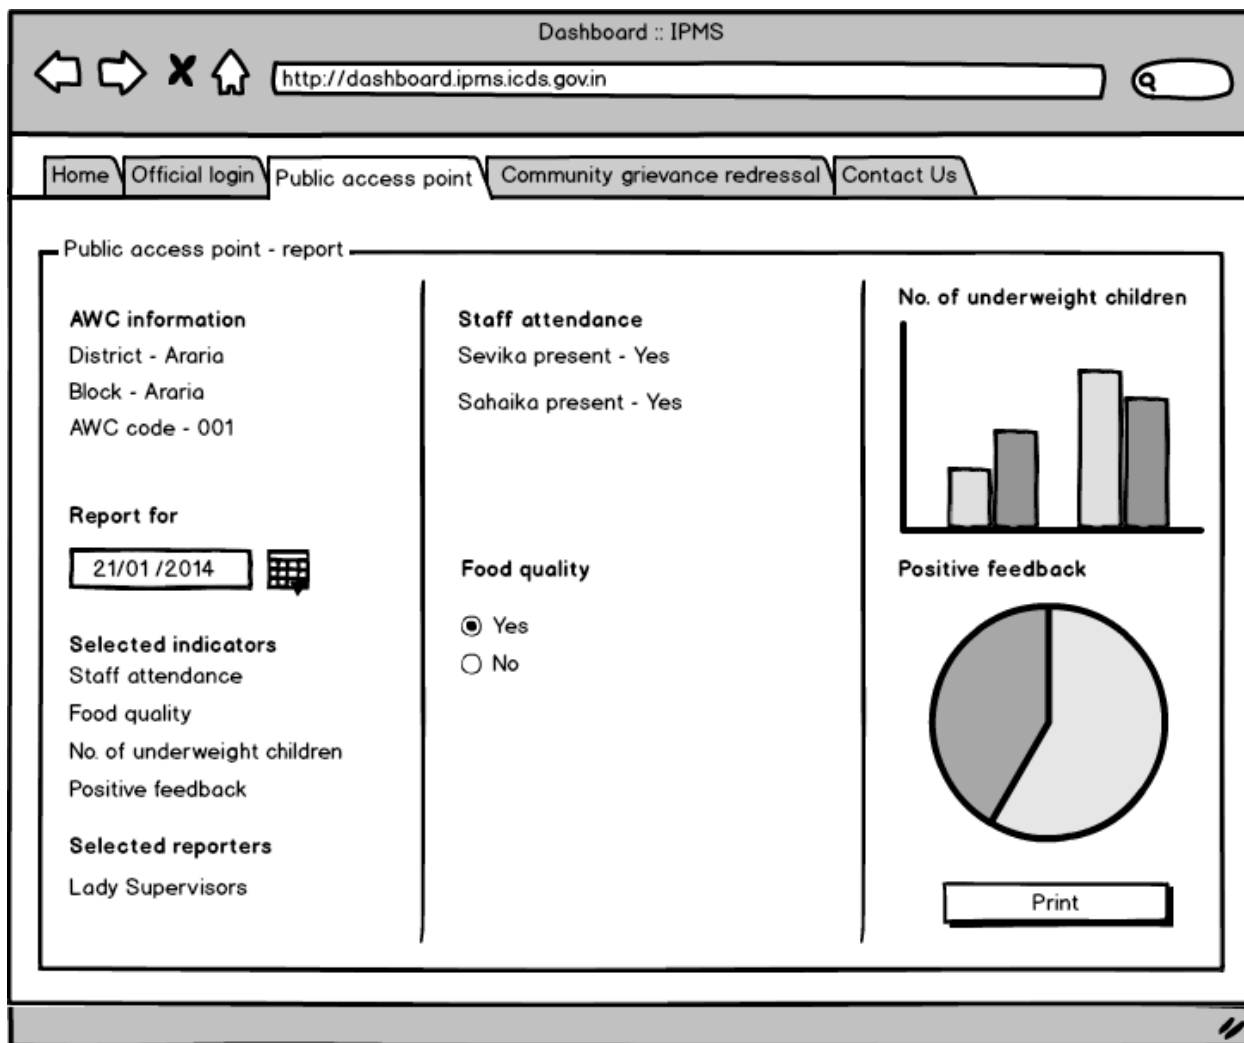 Dashboard :: IPMS
http://dashboard.ipms.icds.gov.in
Home
Official login
Public access point
Community grievance redressal
Contact Us
Public access point - report
AWC information
District - Araria
Block - Araria
AWC code - 001
Report for
21/01 /2014
Selected indicators
Staff attendance
Food quality
No. of underweight children
Positive feedback
Selected reporters
Lady Supervisors
Staff attendance
Sevika present - Yes
Sahaika present - Yes
Food quality
Yes
No
No. of underweight children
Positive feedback
Print